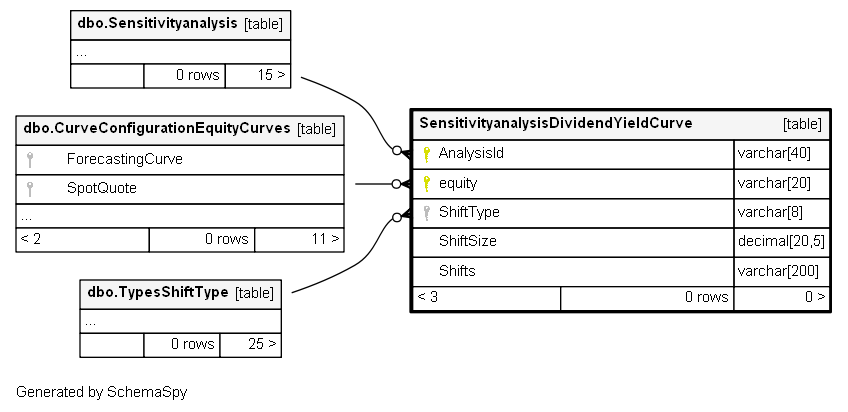 dbo.Sensitivityanalysis [table]
...
0 rows 15 >
dbo.CurveConfigurationEquityCurves [table]
ForecastingCurve
SpotQuote
...
< 2 0 rows 11 >
dbo.TypesShiftType [table]
...
0 rows 25 >
SensitivityanalysisDividendYieldCurve [table]
AnalysisId varchar[40]
equity varchar[20]
ShiftType varchar[8]
ShiftSize decimal[20,5]
Shifts varchar[200]
< 3 0 rows 0 >
Generated by SchemaSpy